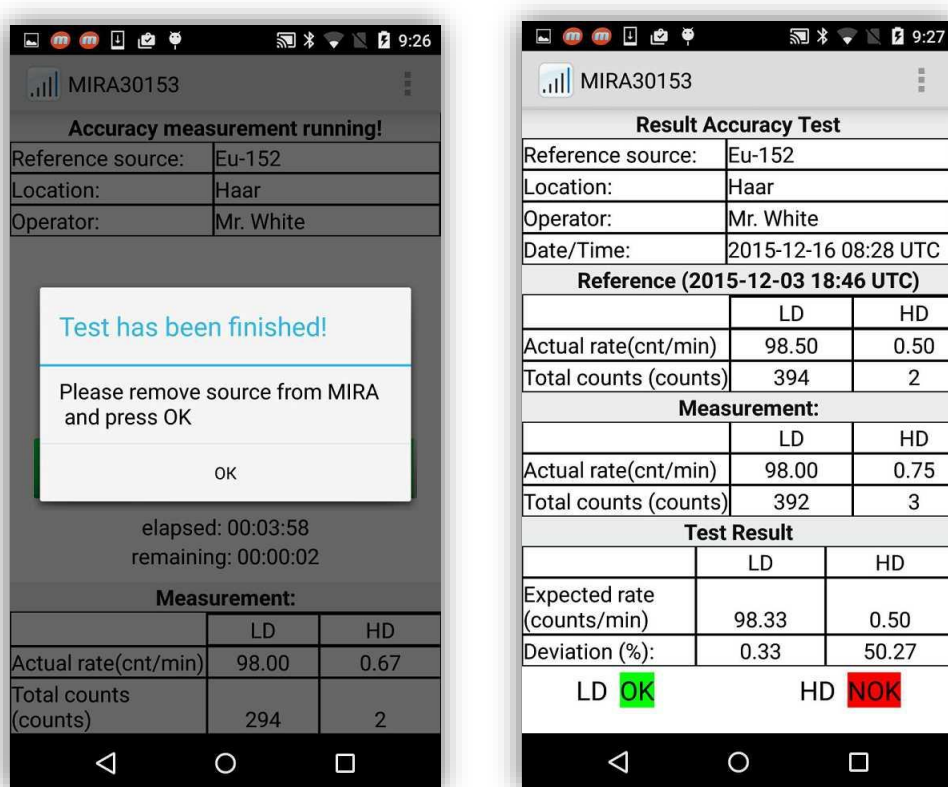 9:26
MIRA30153
Accuracy measurement running!
Reference source: Eu-152
Location: Haar
Operator: Mr. White
Test has been finished!
Please remove source from MIRA
and press OK
OK
elapsed: 00:03:58
remaining: 00:00:02
Measurement:
LD HD
Actual rate(cnt/min) 98.00 0.67
Total counts
(counts) 294 2
9:27
MIRA30153
Result Accuracy Test
Reference source: Eu-152
Location: Haar
Operator: Mr. White
Date/Time: 2015-12-16 08:28 UTC
Reference (2015-12-03 18:46 UTC)
LD HD
Actual rate(cnt/min) 98.50 0.50
Total counts (counts) 394 2
Measurement:
LD HD
Actual rate(cnt/min) 98.00 0.75
Total counts (counts) 392 3
Test Result
LD HD
Expected rate
(counts/min) 98.33 0.50
Deviation (%): 0.33 50.27
LD OK HD NOK